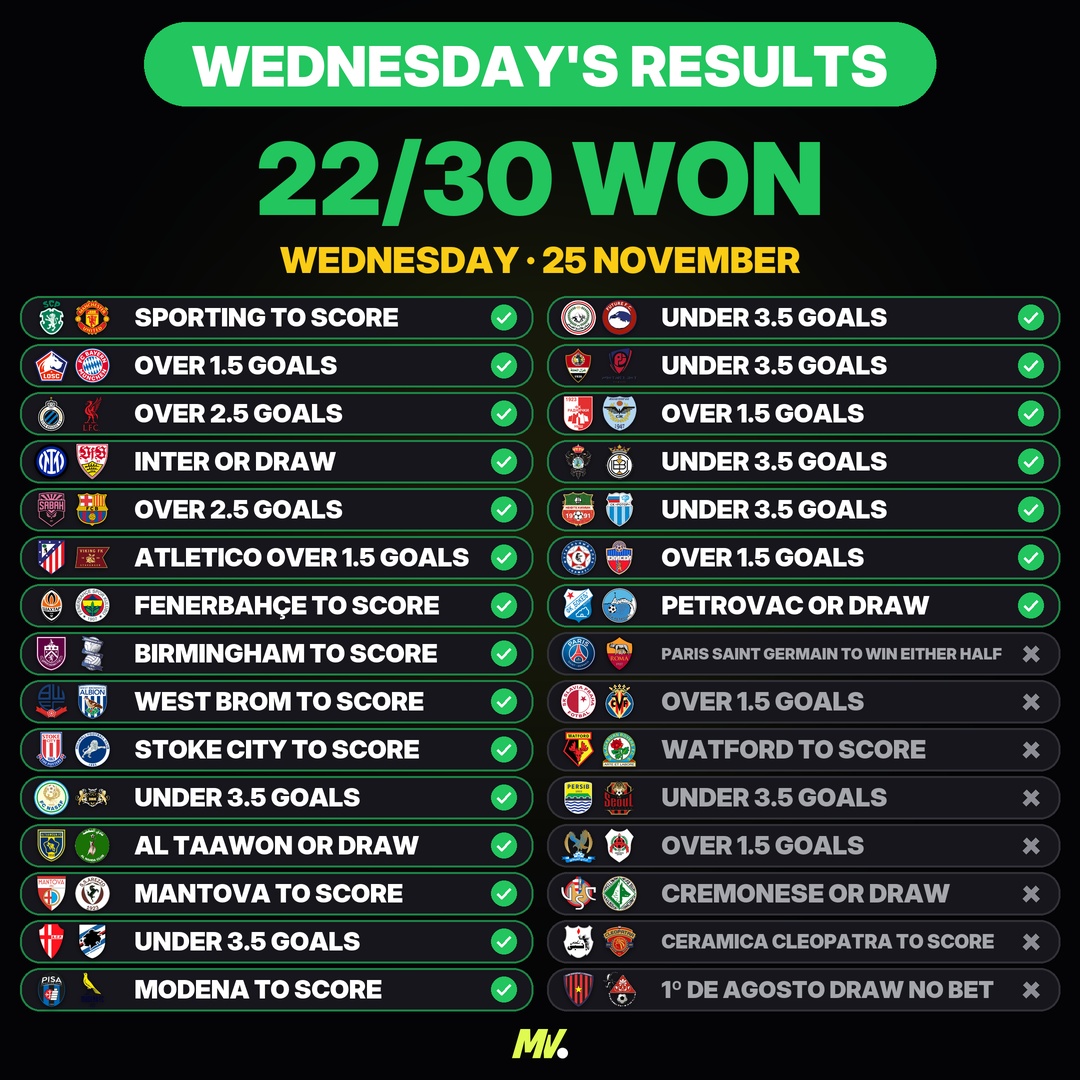 WEDNESDAY'S RESULTS
22/30 WON
WEDNESDAY · 25 NOVEMBER
SPORTING TO SCORE
OVER 1.5 GOALS
OVER 2.5 GOALS
INTER OR DRAW
OVER 2.5 GOALS
ATLETICO OVER 1.5 GOALS
FENERBAHÇE TO SCORE
BIRMINGHAM TO SCORE
WEST BROM TO SCORE
STOKE CITY TO SCORE
UNDER 3.5 GOALS
AL TAAWON OR DRAW
MANTOVA TO SCORE
UNDER 3.5 GOALS
MODENA TO SCORE
UNDER 3.5 GOALS
UNDER 3.5 GOALS
OVER 1.5 GOALS
UNDER 3.5 GOALS
UNDER 3.5 GOALS
OVER 1.5 GOALS
PETROVAC OR DRAW
PARIS SAINT GERMAIN TO WIN EITHER HALF
OVER 1.5 GOALS
WATFORD TO SCORE
UNDER 3.5 GOALS
OVER 1.5 GOALS
CREMONESE OR DRAW
CERAMICA CLEOPATRA TO SCORE
1º DE AGOSTO DRAW NO BET
MV.